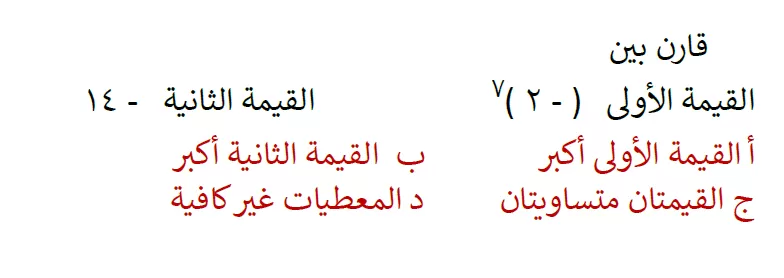 قارن بين
القيمة الأولى ( - ٢ )⁷ القيمة الثانية - ١٤
أ القيمة الأولى أكبر ب القيمة الثانية أكبر
ج القيمتان متساويتان د المعطيات غير كافية